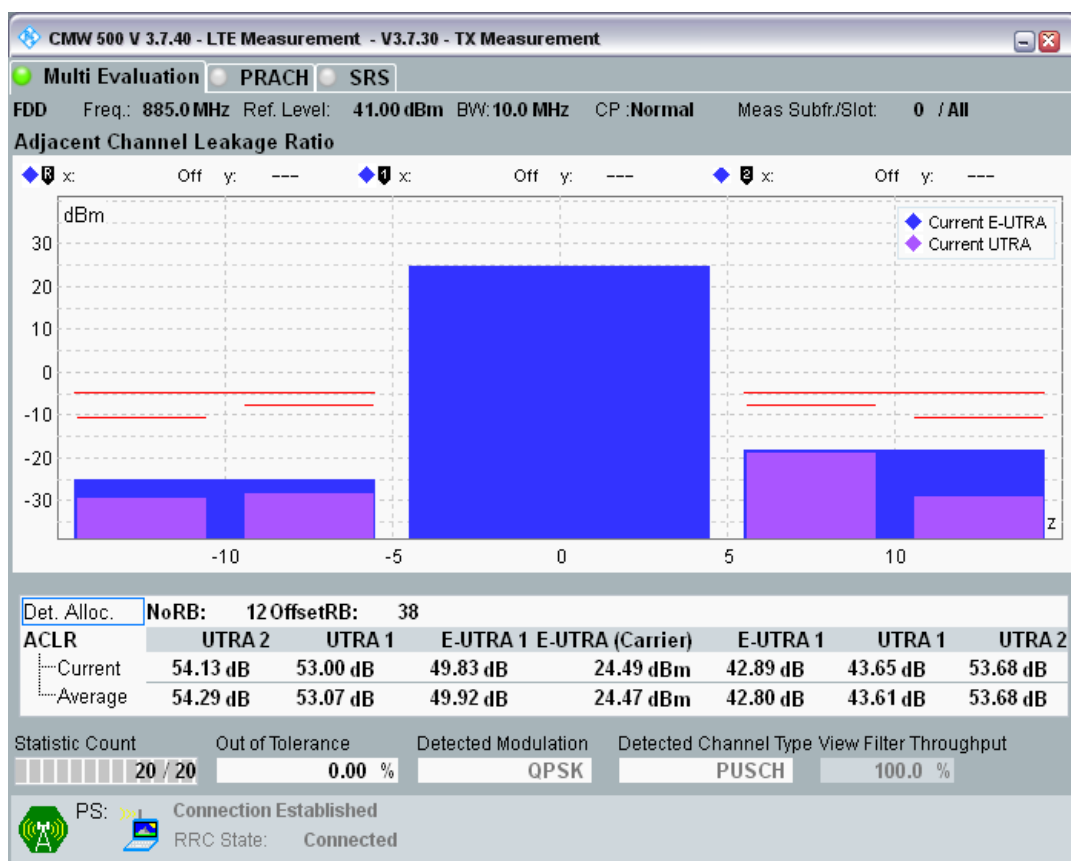 CMW 500 V 3.7.40 - LTE Measurement - V3.7.30 - TX Measurement
Multi Evaluation PRACH SRS
FDD Freq.: 885.0 MHz Ref. Level: 41.00 dBm BW: 10.0 MHz CP :Normal Meas Subfr./Slot: 0 / All
Adjacent Channel Leakage Ratio
R x: Off y: --- 1 x: Off y: --- 2 x: Off y: ---
dBm
Current E-UTRA
Current UTRA
30
20
10
0
-10
-20
-30
z
-10 -5 0 5 10
Det. Alloc. NoRB: 12 OffsetRB: 38
ACLR UTRA 2 UTRA 1 E-UTRA 1 E-UTRA (Carrier) E-UTRA 1 UTRA 1 UTRA 2
Current 54.13 dB 53.00 dB 49.83 dB 24.49 dBm 42.89 dB 43.65 dB 53.68 dB
Average 54.29 dB 53.07 dB 49.92 dB 24.47 dBm 42.80 dB 43.61 dB 53.68 dB
Statistic Count Out of Tolerance Detected Modulation Detected Channel Type View Filter Throughput
20 / 20 0.00 % QPSK PUSCH 100.0 %
PS: Connection Established
RRC State: Connected